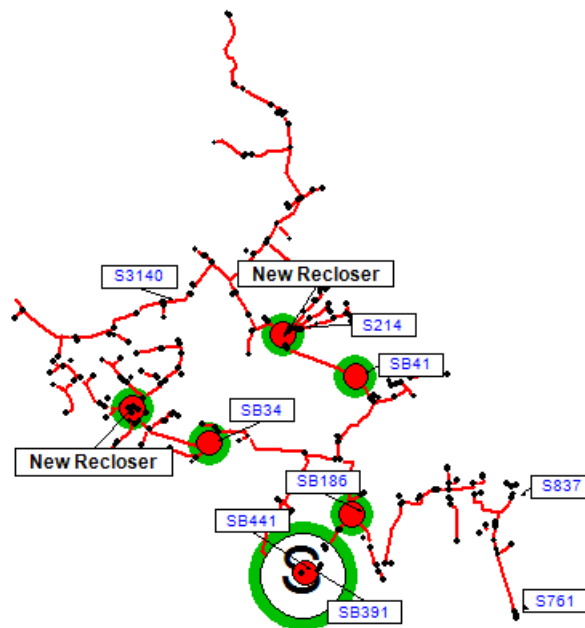 S3140
New Recloser
S214
SB41
SB34
New Recloser
SB186
S837
SB441
S
SB391
S761